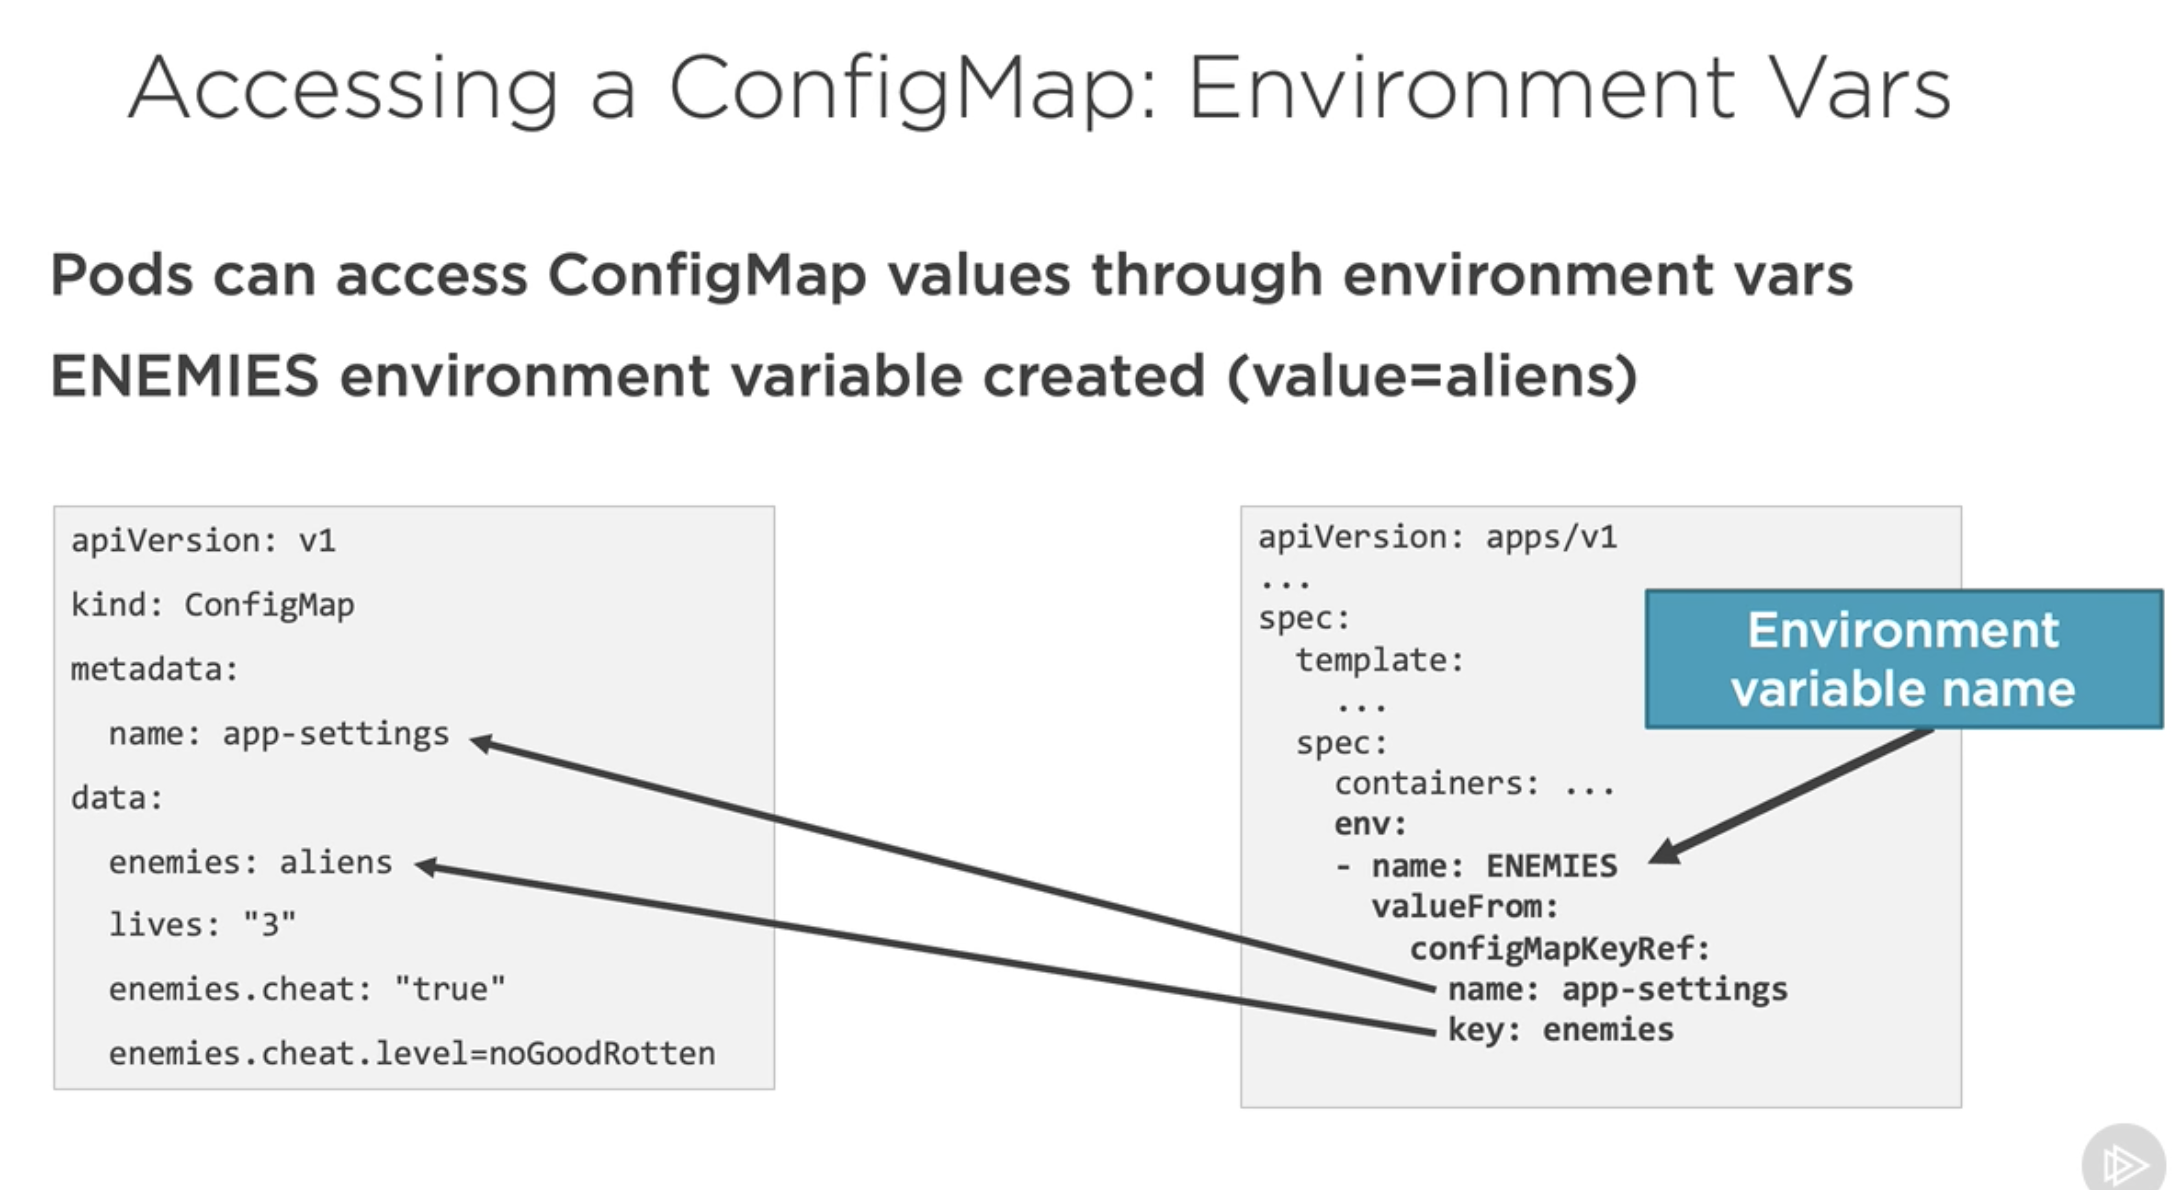 Accessing a ConfigMap: Environment Vars
Pods can access ConfigMap values through environment vars
ENEMIES environment variable created (value=aliens)
apiVersion: v1
kind: ConfigMap
metadata:
  name: app-settings
data:
  enemies: aliens
  lives: "3"
  enemies.cheat: "true"
  enemies.cheat.level=noGoodRotten
apiVersion: apps/v1
...
spec:
  template:
    ...
  spec:
    containers: ...
    env:
    - name: ENEMIES
      valueFrom:
        configMapKeyRef:
          name: app-settings
          key: enemies
Environment
variable name